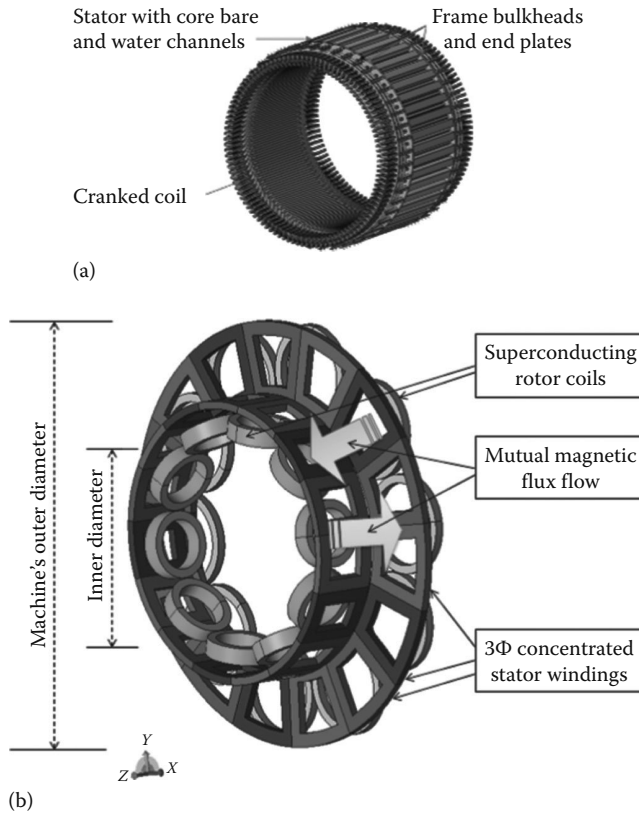 Stator with core bare
and water channels
Frame bulkheads
and end plates
Cranked coil
(a)
Superconducting
rotor coils
Mutual magnetic
flux flow
Machine's outer diameter
Inner diameter
3Φ concentrated
stator windings
Y
Z
X
(b)